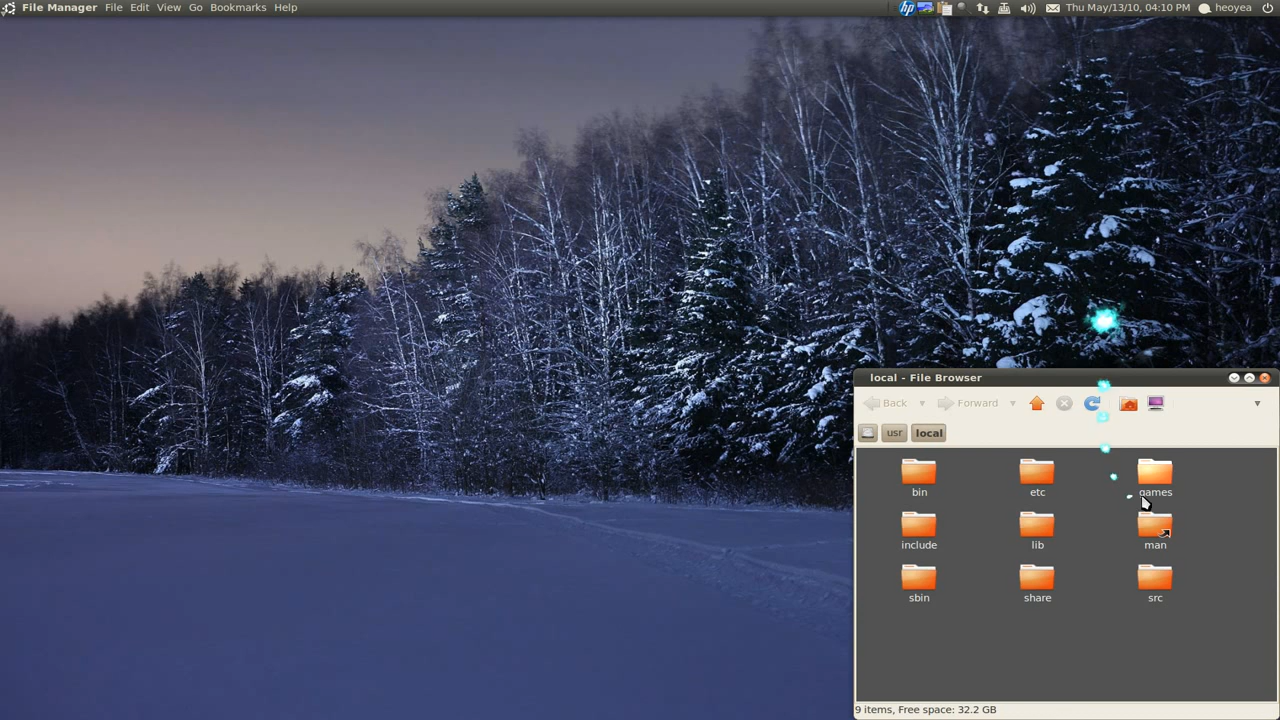 File Manager File Edit View Go Bookmarks Help hp Thu May/13/10, 04:10 PM heoyea
local - File Browser
Back Forward
usr local
bin etc games
include lib man
sbin share src
9 items, Free space: 32.2 GB